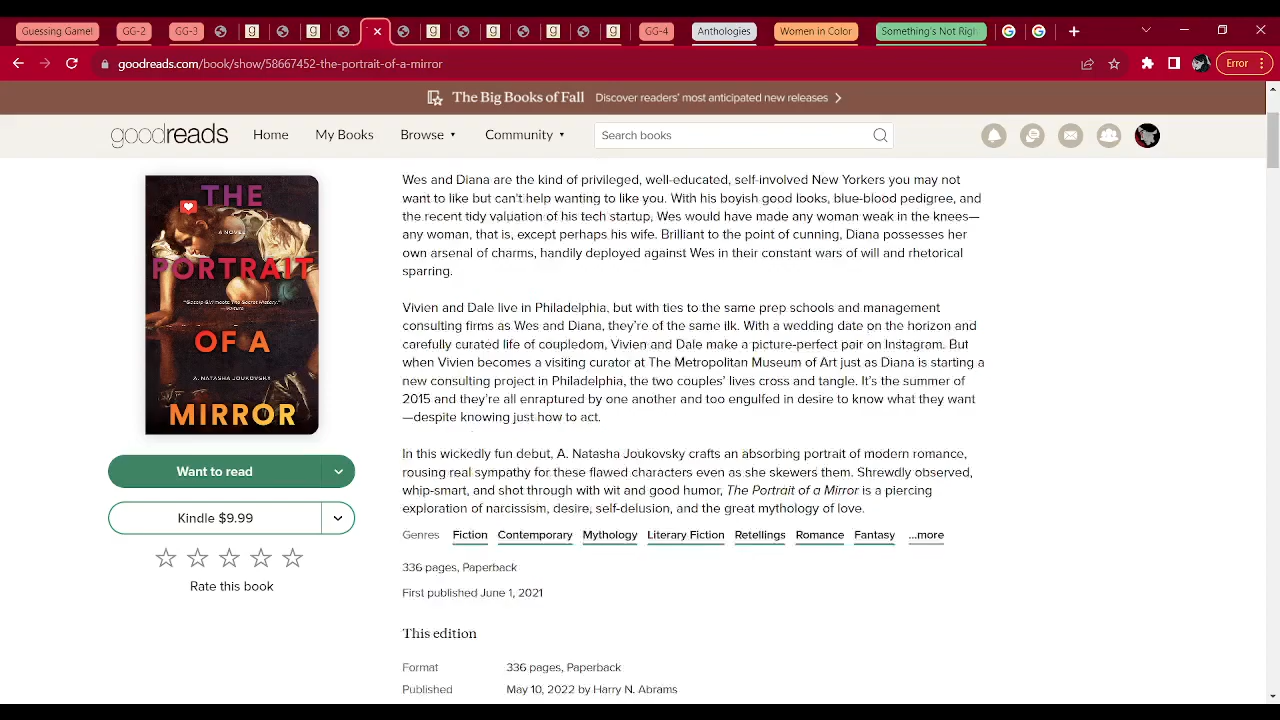 Guessing Game!
GG-2
GG-3
GG-4
Anthologies
Women in Color
Something's Not Righ
goodreads.com/book/show/58667452-the-portrait-of-a-mirror
Error
The Big Books of Fall Discover readers' most anticipated new releases
goodreads
Home
My Books
Browse
Community
Search books
THE
A NOVEL
PORTRAIT
"Gossip Girl meets The Secret History."
OF A
A. NATASHA JOUKOVSKY
MIRROR
Want to read
Kindle $9.99
Rate this book
Wes and Diana are the kind of privileged, well-educated, self-involved New Yorkers you may not
want to like but can't help wanting to like you. With his boyish good looks, blue-blood pedigree, and
the recent tidy valuation of his tech startup, Wes would have made any woman weak in the knees—
any woman, that is, except perhaps his wife. Brilliant to the point of cunning, Diana possesses her
own arsenal of charms, handily deployed against Wes in their constant wars of will and rhetorical
sparring.
Vivien and Dale live in Philadelphia, but with ties to the same prep schools and management
consulting firms as Wes and Diana, they're of the same ilk. With a wedding date on the horizon and
carefully curated life of coupledom, Vivien and Dale make a picture-perfect pair on Instagram. But
when Vivien becomes a visiting curator at The Metropolitan Museum of Art just as Diana is starting a
new consulting project in Philadelphia, the two couples' lives cross and tangle. It's the summer of
2015 and they're all enraptured by one another and too engulfed in desire to know what they want
—despite knowing just how to act.
In this wickedly fun debut, A. Natasha Joukovsky crafts an absorbing portrait of modern romance,
rousing real sympathy for these flawed characters even as she skewers them. Shrewdly observed,
whip-smart, and shot through with wit and good humor, The Portrait of a Mirror is a piercing
exploration of narcissism, desire, self-delusion, and the great mythology of love.
Genres Fiction Contemporary Mythology Literary Fiction Retellings Romance Fantasy ...more
336 pages, Paperback
First published June 1, 2021
This edition
Format 336 pages, Paperback
Published May 10, 2022 by Harry N. Abrams